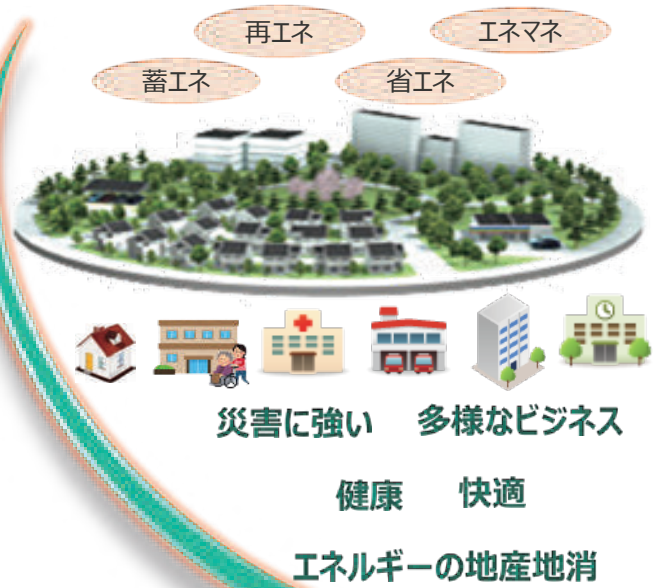 再エネ
エネマネ
蓄エネ
省エネ
災害に強い
多様なビジネス
健康
快適
エネルギーの地産地消